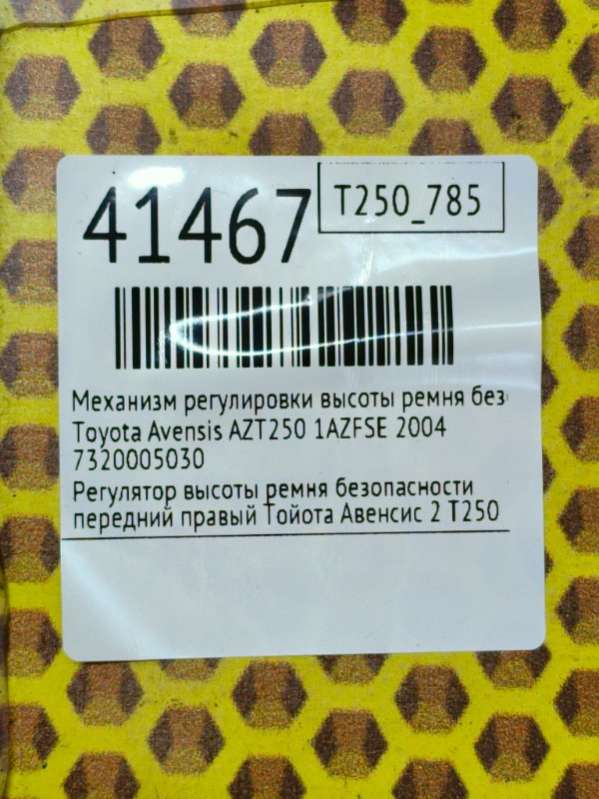 41467
T250_785
Механизм регулировки высоты ремня без
Toyota Avensis AZT250 1AZFSE 2004
7320005030
Регулятор высоты ремня безопасности
передний правый Тойота Авенсис 2 T250